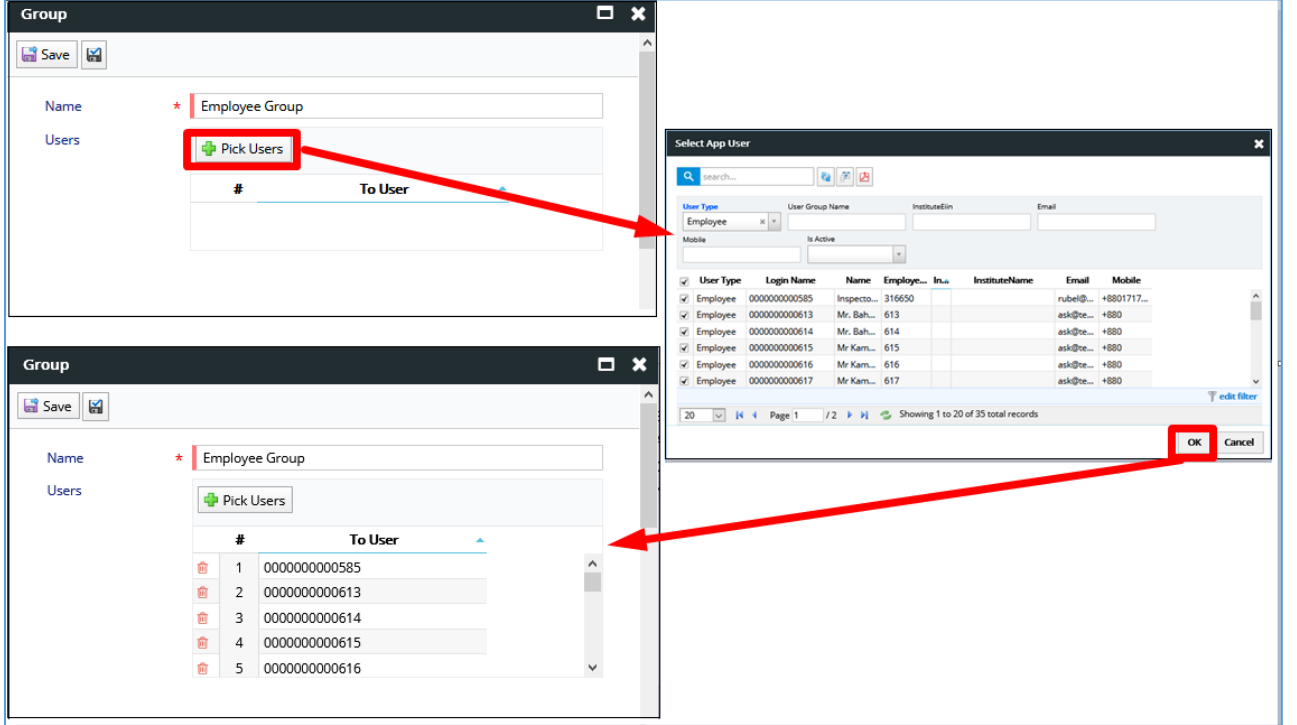 Group
Save
Name * Employee Group
Users
Pick Users
# To User
Select App User
search...
User Type User Group Name InstituteEiin Email
Employee
Mobile Is Active
User Type Login Name Name Employe... In... InstituteName Email Mobile
Employee 0000000000585 Inspecto... 316650 rubel@... +8801717...
Employee 0000000000613 Mr. Bah... 613 ask@te... +880
Employee 0000000000614 Mr. Bah... 614 ask@te... +880
Employee 0000000000615 Mr Kam... 615 ask@te... +880
Employee 0000000000616 Mr Kam... 616 ask@te... +880
Employee 0000000000617 Mr Kam... 617 ask@te... +880
edit filter
20 Page 1 / 2 Showing 1 to 20 of 35 total records
OK Cancel
Group
Save
Name * Employee Group
Users
Pick Users
# To User
1 0000000000585
2 0000000000613
3 0000000000614
4 0000000000615
5 0000000000616